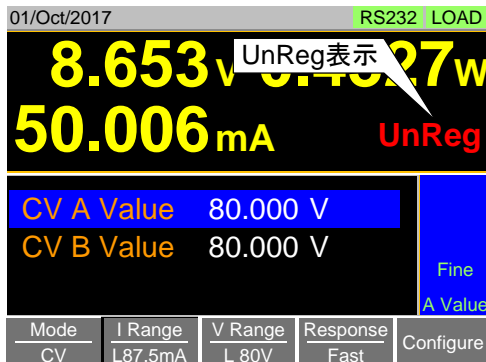 01/Oct/2017 RS232 LOAD
8.653 V 7W
UnReg表示
50.006 mA UnReg
CV A Value 80.000 V
CV B Value 80.000 V
Fine
A Value
Mode I Range V Range Response Configure
CV L87.5mA L 80V Fast